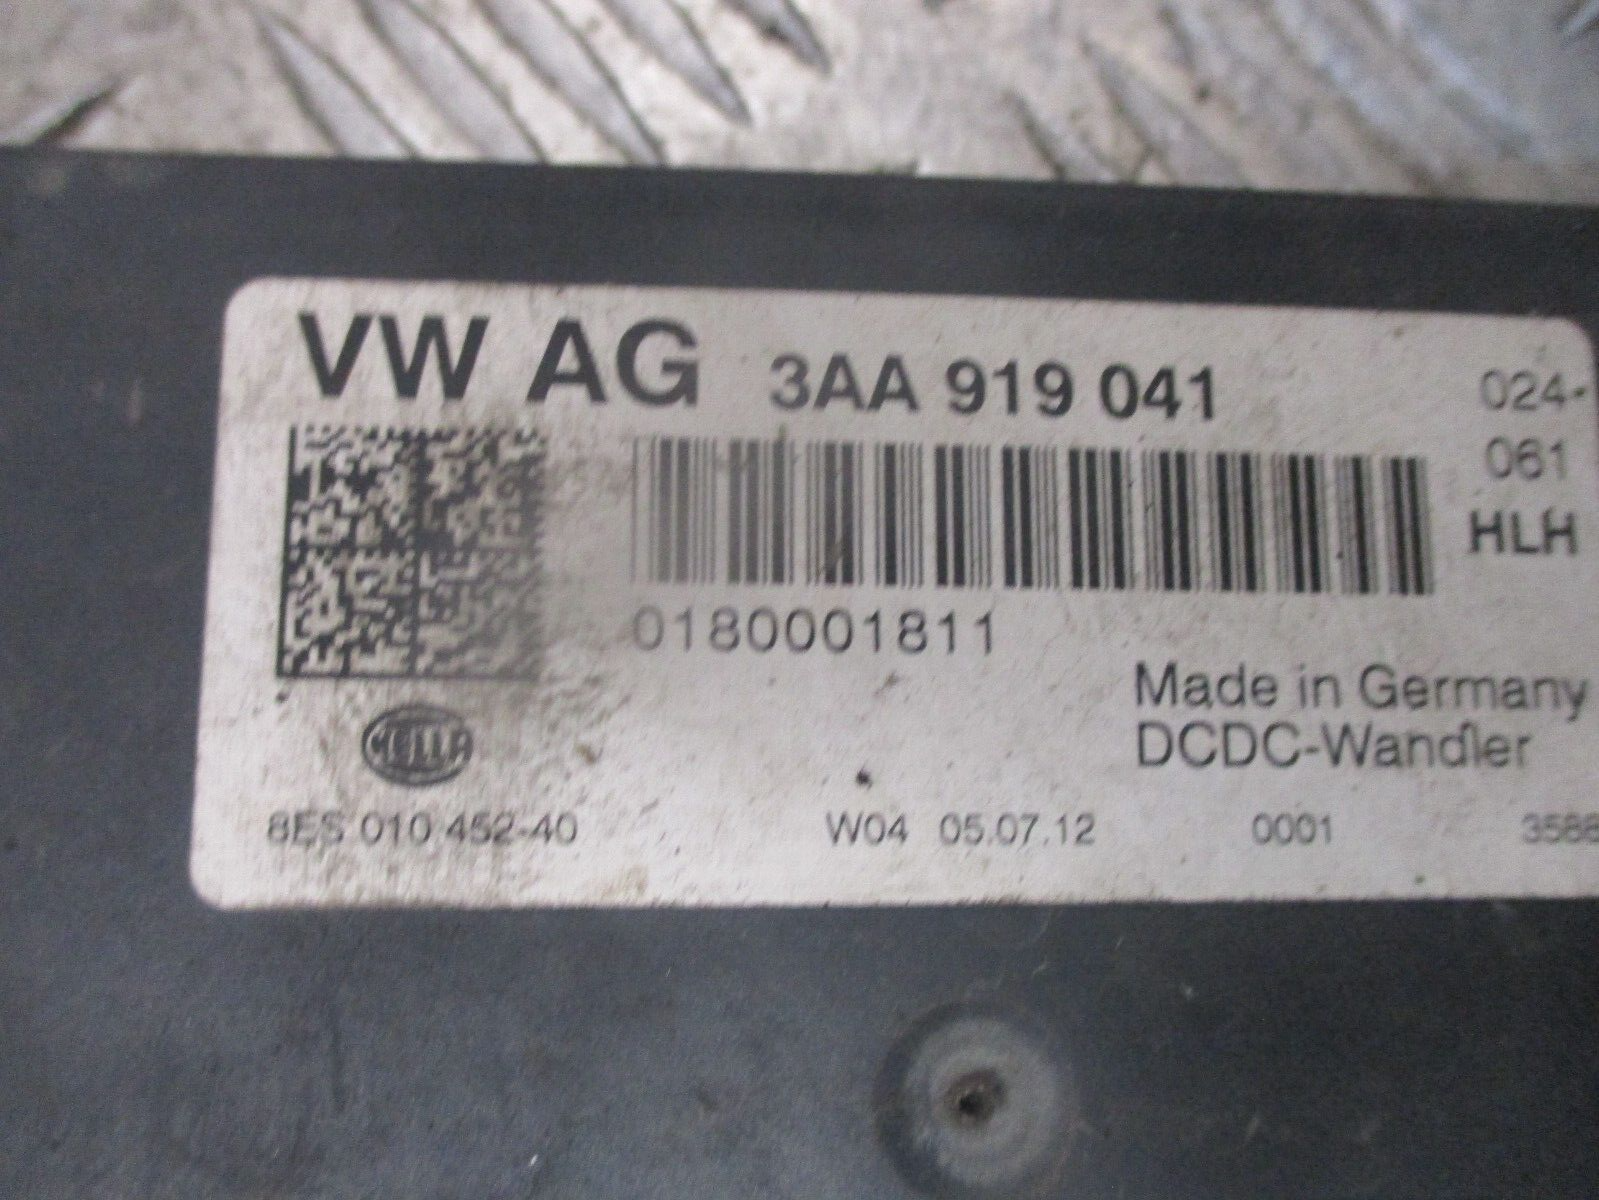 VW AG 3AA 919 041 024-
061
HLH
0180001811
Made in Germany
DCDC-Wandler
HELLA
8ES 010 452-40 W04 05.07.12 0001 3588